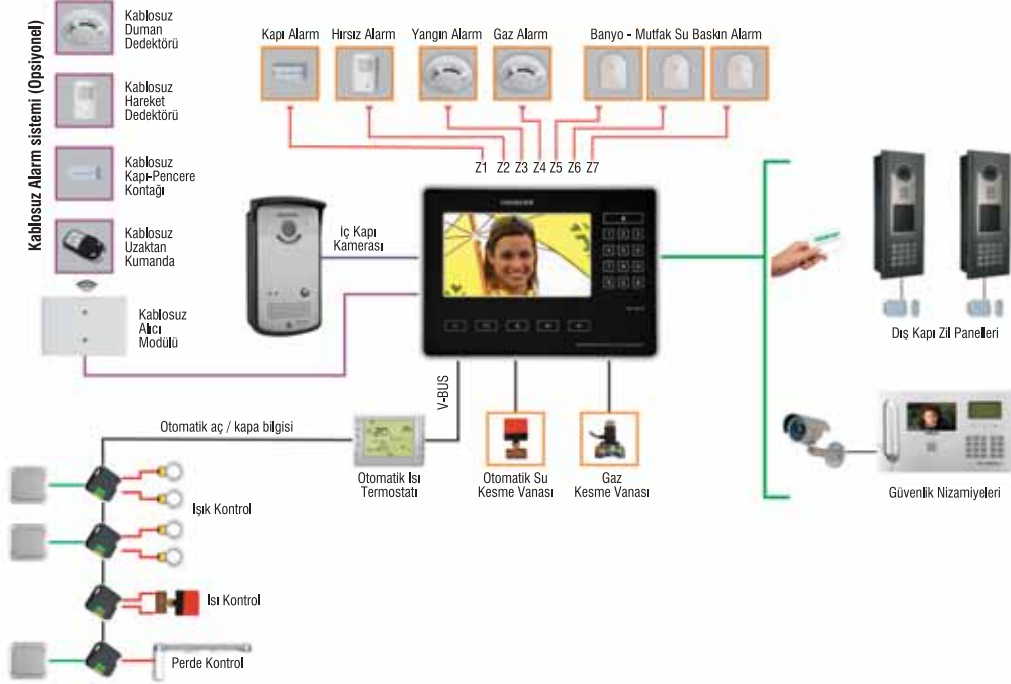 Kablosuz Alarm sistemi (Opsiyonel)
Kablosuz
Duman
Dedektörü
Kablosuz
Hareket
Dedektörü
Kablosuz
Kapı-Pencere
Kontağı
Kablosuz
Uzaktan
Kumanda
Kablosuz
Alıcı
Modülü
Kapı Alarm
Hırsız Alarm
Yangın Alarm
Gaz Alarm
Banyo - Mutfak Su Baskın Alarm
Z1 Z2 Z3 Z4 Z5 Z6 Z7
İç Kapı
Kamerası
Dış Kapı Zil Panelleri
V-BUS
Otomatik aç / kapa bilgisi
Otomatik Isı
Termostatı
Otomatik Su
Kesme Vanası
Gaz
Kesme Vanası
Güvenlik Nizamiyeleri
Işık Kontrol
Isı Kontrol
Perde Kontrol